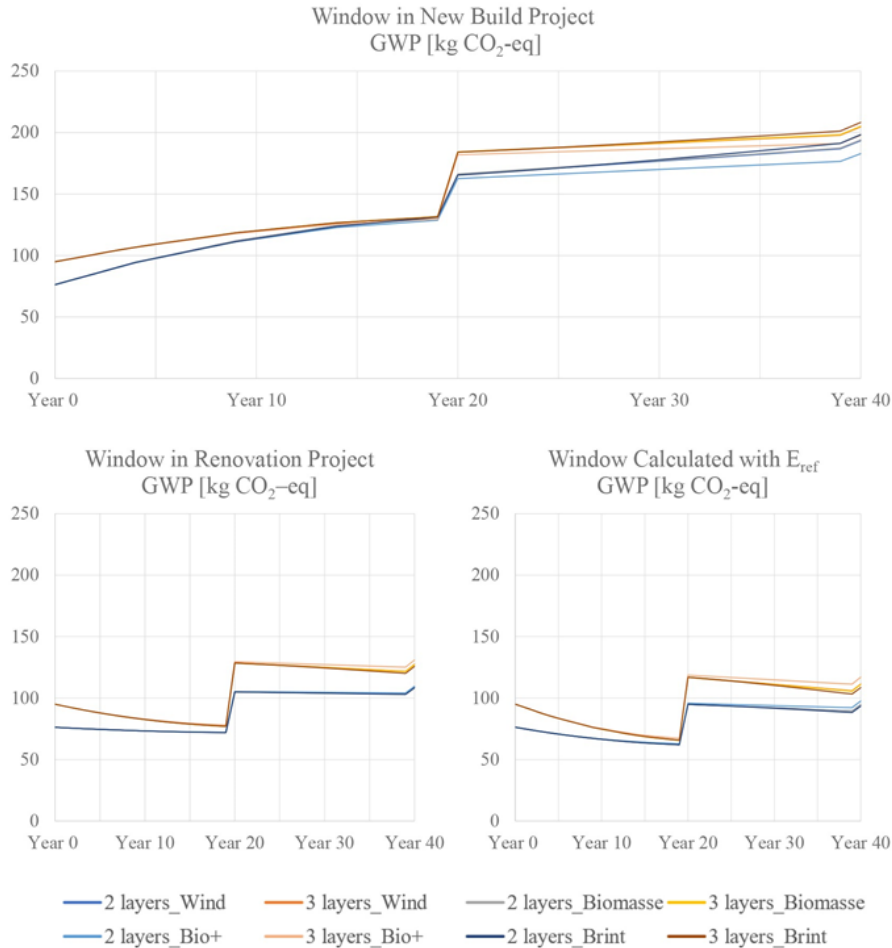 Window in New Build Project
GWP [kg CO₂-eq]
250
200
150
100
50
0
Year 0 Year 10 Year 20 Year 30 Year 40
Window in Renovation Project
GWP [kg CO₂–eq]
250
200
150
100
50
0
Year 0 Year 10 Year 20 Year 30 Year 40
Window Calculated with E_ref
GWP [kg CO₂-eq]
250
200
150
100
50
0
Year 0 Year 10 Year 20 Year 30 Year 40
2 layers_Wind 3 layers_Wind 2 layers_Biomasse 3 layers_Biomasse
2 layers_Bio+ 3 layers_Bio+ 2 layers_Brint 3 layers_Brint